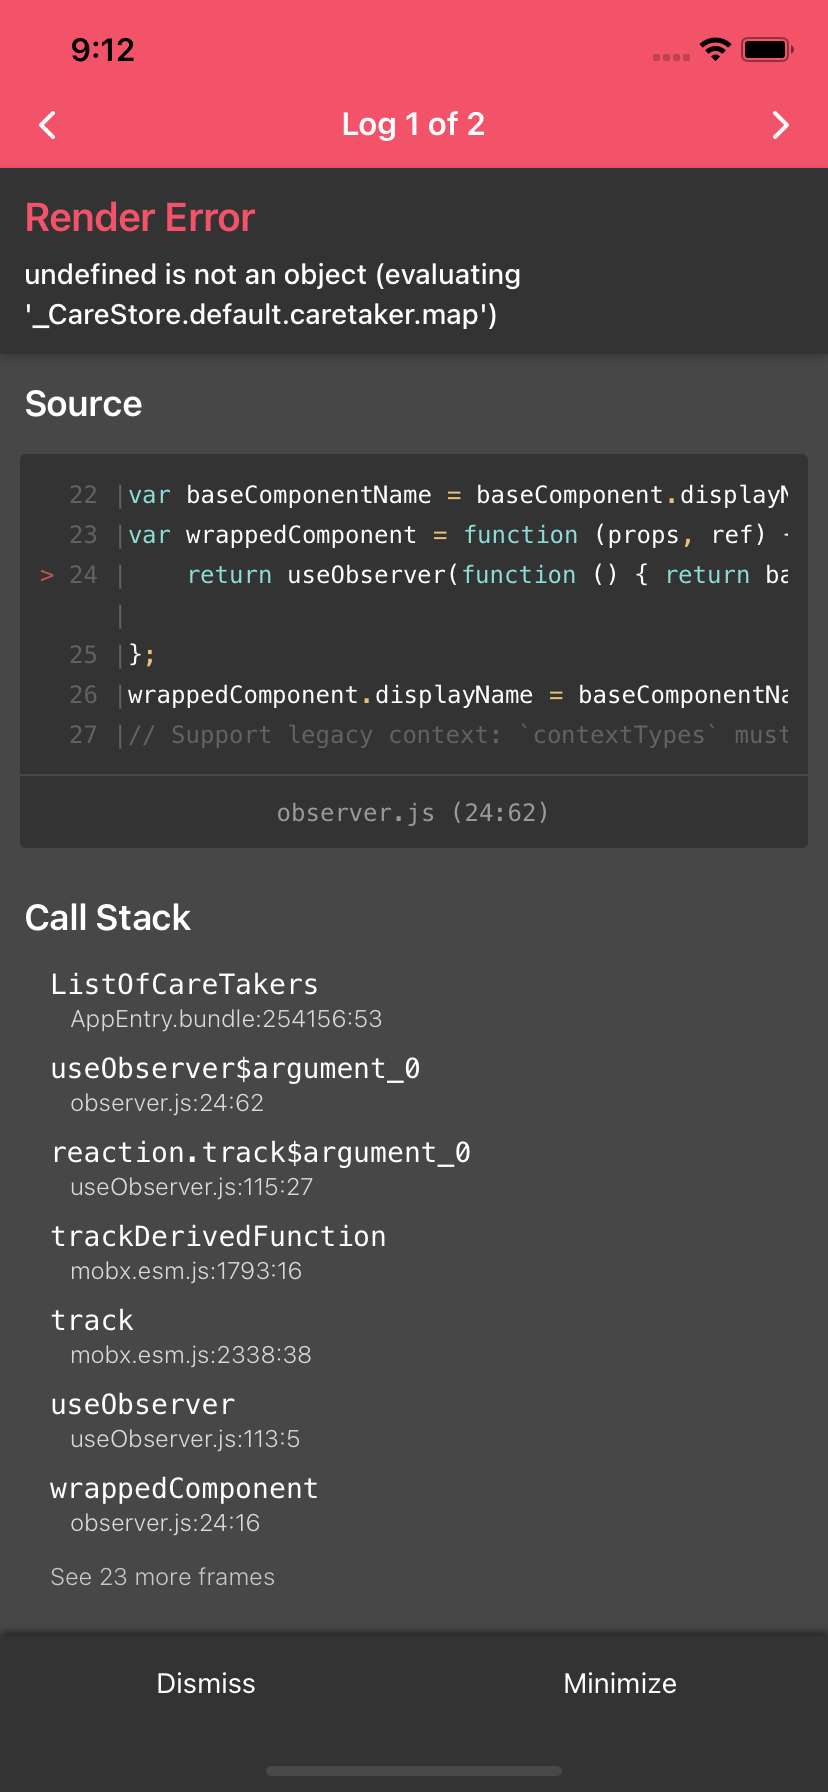 9:12
Log 1 of 2
Render Error
undefined is not an object (evaluating
'_CareStore.default.caretaker.map')
Source
22 |var baseComponentName = baseComponent.displayN
23 |var wrappedComponent = function (props, ref) {
> 24 |    return useObserver(function () { return ba
|
25 |};
26 |wrappedComponent.displayName = baseComponentNa
27 |// Support legacy context: `contextTypes` must
observer.js (24:62)
Call Stack
ListOfCareTakers
AppEntry.bundle:254156:53
useObserver$argument_0
observer.js:24:62
reaction.track$argument_0
useObserver.js:115:27
trackDerivedFunction
mobx.esm.js:1793:16
track
mobx.esm.js:2338:38
useObserver
useObserver.js:113:5
wrappedComponent
observer.js:24:16
See 23 more frames
Dismiss
Minimize